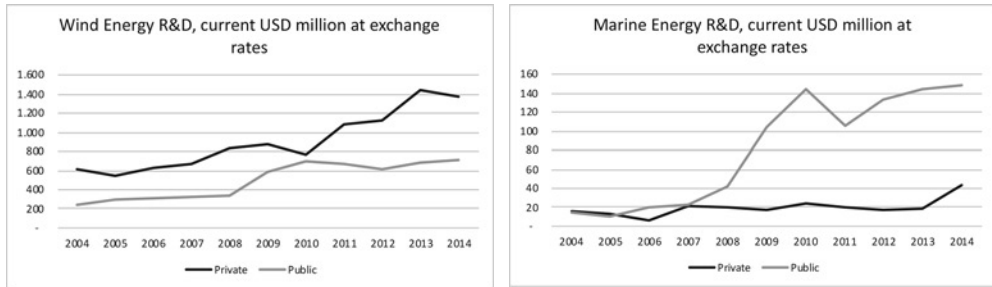 Wind Energy R&D, current USD million at exchange
rates
1.600
1.400
1.200
1.000
800
600
400
200
-
2004 2005 2006 2007 2008 2009 2010 2011 2012 2013 2014
Private Public
Marine Energy R&D, current USD million at
exchange rates
160
140
120
100
80
60
40
20
-
2004 2005 2006 2007 2008 2009 2010 2011 2012 2013 2014
Private Public